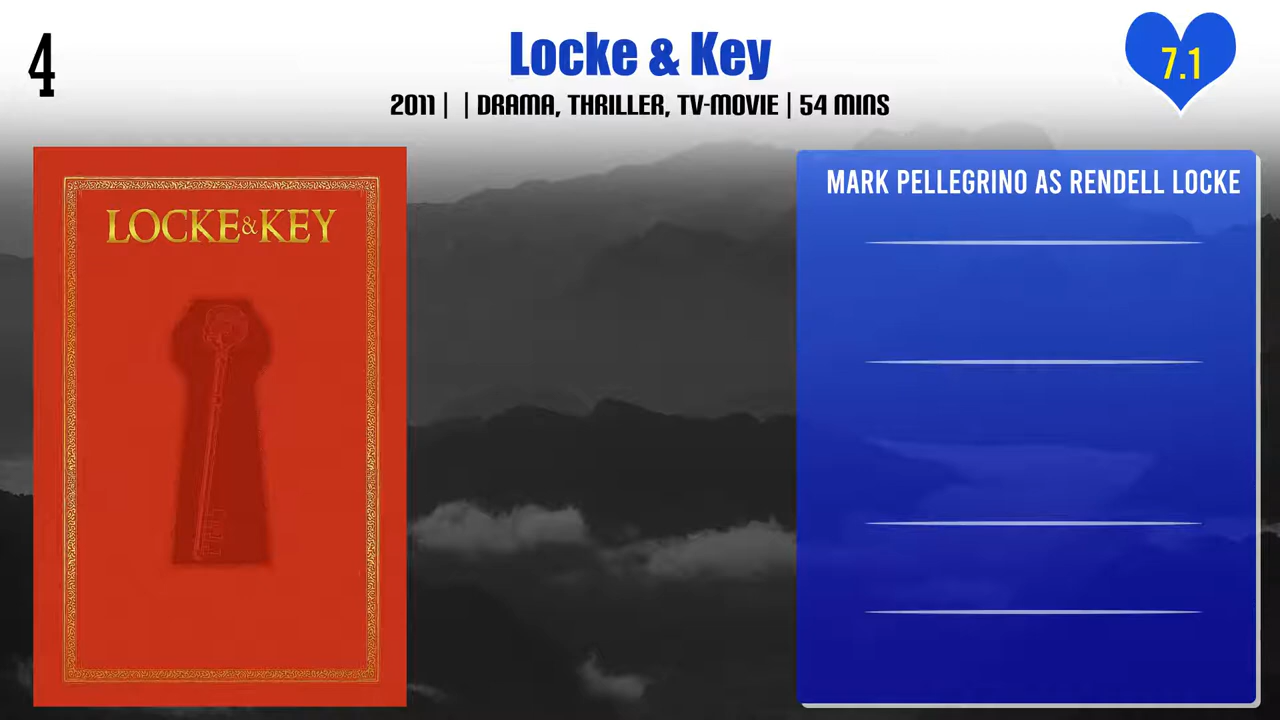 4
Locke & Key
7.1
2011 | | DRAMA, THRILLER, TV-MOVIE | 54 MINS
LOCKE & KEY
MARK PELLEGRINO AS RENDELL LOCKE